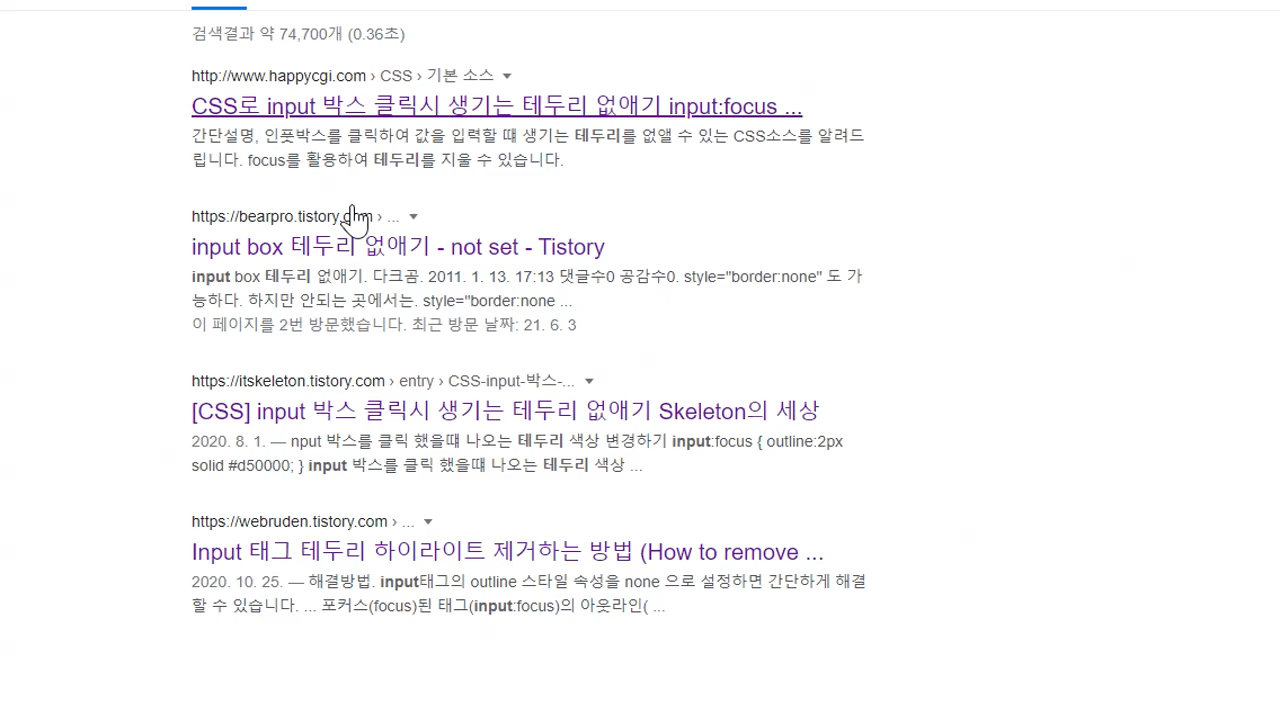 검색결과 약 74,700개 (0.36초)
http://www.happycgi.com › CSS › 기본 소스
CSS로 input 박스 클릭시 생기는 테두리 없애기 input:focus ...
간단설명, 인풋박스를 클릭하여 값을 입력할 때 생기는 테두리를 없앨 수 있는 CSS소스를 알려드
립니다. focus를 활용하여 테두리를 지울 수 있습니다.
https://bearpro.tistory.com › ...
input box 테두리 없애기 - not set - Tistory
input box 테두리 없애기. 다크곰. 2011. 1. 13. 17:13 댓글수0 공감수0. style="border:none" 도 가
능하다. 하지만 안되는 곳에서는. style="border:none ...
이 페이지를 2번 방문했습니다. 최근 방문 날짜: 21. 6. 3
https://itskeleton.tistory.com › entry › CSS-input-박스-...
[CSS] input 박스 클릭시 생기는 테두리 없애기 Skeleton의 세상
2020. 8. 1. — nput 박스를 클릭 했을떄 나오는 테두리 색상 변경하기 input:focus { outline:2px
solid #d50000; } input 박스를 클릭 했을때 나오는 테두리 색상 ...
https://webruden.tistory.com › ...
Input 태그 테두리 하이라이트 제거하는 방법 (How to remove ...
2020. 10. 25. — 해결방법. input태그의 outline 스타일 속성을 none 으로 설정하면 간단하게 해결
할 수 있습니다. ... 포커스(focus)된 태그(input:focus)의 아웃라인( ...